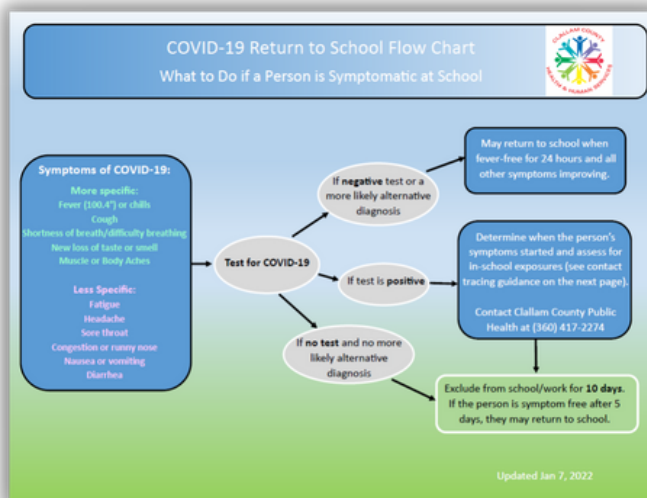 COVID-19 Return to School Flow Chart
What to Do if a Person is Symptomatic at School
CLALLAM COUNTY
HEALTH & HUMAN SERVICES
Symptoms of COVID-19:
More specific:
Fever (100.4°) or chills
Cough
Shortness of breath/difficulty breathing
New loss of taste or smell
Muscle or Body Aches
Less Specific:
Fatigue
Headache
Sore throat
Congestion or runny nose
Nausea or vomiting
Diarrhea
Test for COVID-19
If negative test or a
more likely alternative
diagnosis
May return to school when
fever-free for 24 hours and all
other symptoms improving.
If test is positive
Determine when the person's
symptoms started and assess for
in-school exposures (see contact
tracing guidance on the next page).
Contact Clallam County Public
Health at (360) 417-2274
If no test and no more
likely alternative
diagnosis
Exclude from school/work for 10 days.
If the person is symptom free after 5
days, they may return to school.
Updated Jan 7, 2022